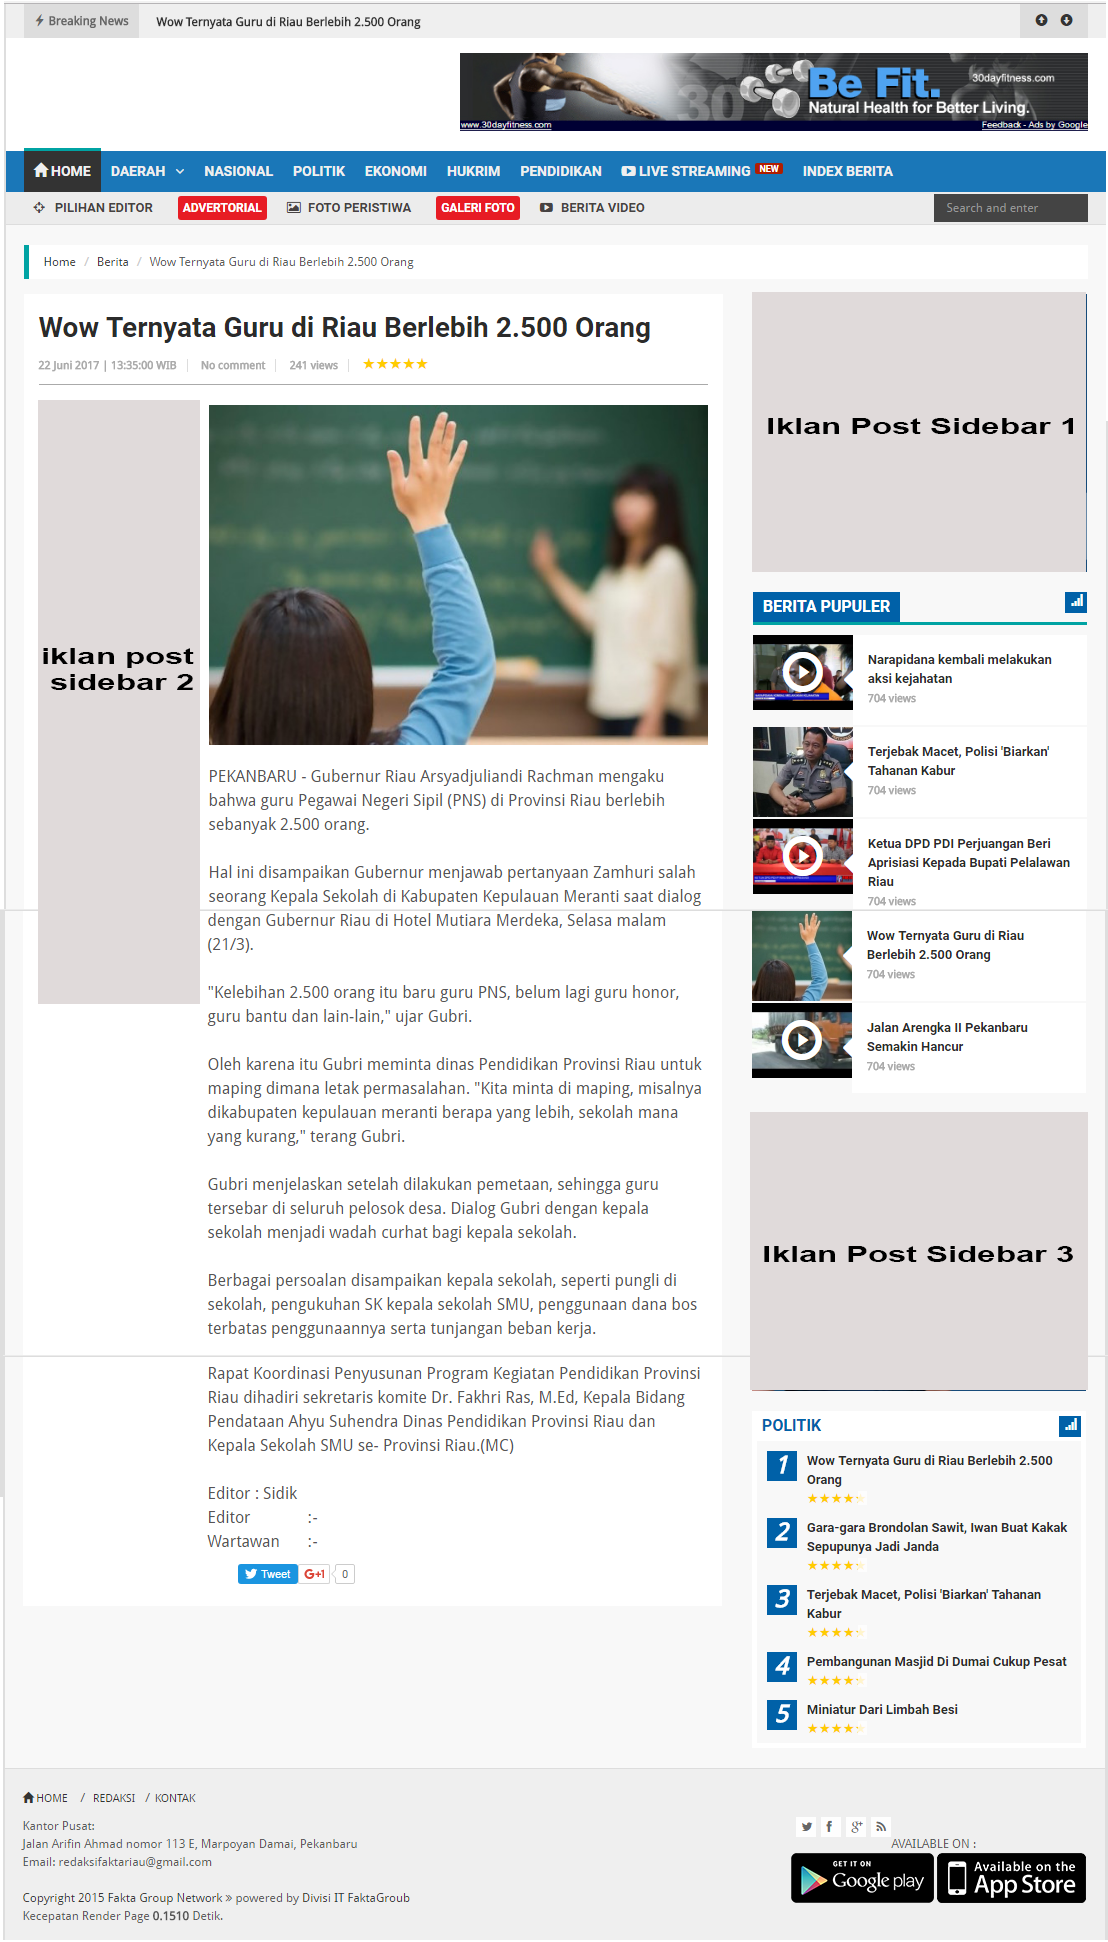 Breaking News
Wow Ternyata Guru di Riau Berlebih 2.500 Orang
30
Be Fit.
30dayfitness.com
Natural Health for Better Living.
www.30dayfitness.com
Feedback - Ads by Google
HOME DAERAH NASIONAL POLITIK EKONOMI HUKRIM PENDIDIKAN LIVE STREAMING NEW INDEX BERITA
PILIHAN EDITOR ADVERTORIAL FOTO PERISTIWA GALERI FOTO BERITA VIDEO Search and enter
Home / Berita / Wow Ternyata Guru di Riau Berlebih 2.500 Orang
Wow Ternyata Guru di Riau Berlebih 2.500 Orang
22 Juni 2017 | 13:35:00 WIB No comment 241 views
iklan post
sidebar 2
PEKANBARU - Gubernur Riau Arsyadjuliandi Rachman mengaku
bahwa guru Pegawai Negeri Sipil (PNS) di Provinsi Riau berlebih
sebanyak 2.500 orang.
Hal ini disampaikan Gubernur menjawab pertanyaan Zamhuri salah
seorang Kepala Sekolah di Kabupaten Kepulauan Meranti saat dialog
dengan Gubernur Riau di Hotel Mutiara Merdeka, Selasa malam
(21/3).
"Kelebihan 2.500 orang itu baru guru PNS, belum lagi guru honor,
guru bantu dan lain-lain," ujar Gubri.
Oleh karena itu Gubri meminta dinas Pendidikan Provinsi Riau untuk
maping dimana letak permasalahan. "Kita minta di maping, misalnya
dikabupaten kepulauan meranti berapa yang lebih, sekolah mana
yang kurang," terang Gubri.
Gubri menjelaskan setelah dilakukan pemetaan, sehingga guru
tersebar di seluruh pelosok desa. Dialog Gubri dengan kepala
sekolah menjadi wadah curhat bagi kepala sekolah.
Berbagai persoalan disampaikan kepala sekolah, seperti pungli di
sekolah, pengukuhan SK kepala sekolah SMU, penggunaan dana bos
terbatas penggunaannya serta tunjangan beban kerja.
Rapat Koordinasi Penyusunan Program Kegiatan Pendidikan Provinsi
Riau dihadiri sekretaris komite Dr. Fakhri Ras, M.Ed, Kepala Bidang
Pendataan Ahyu Suhendra Dinas Pendidikan Provinsi Riau dan
Kepala Sekolah SMU se- Provinsi Riau.(MC)
Editor : Sidik
Editor :-
Wartawan :-
Tweet G+1 0
Iklan Post Sidebar 1
BERITA PUPULER
Narapidana kembali melakukan
aksi kejahatan
704 views
Terjebak Macet, Polisi 'Biarkan'
Tahanan Kabur
704 views
Ketua DPD PDI Perjuangan Beri
Aprisiasi Kepada Bupati Pelalawan
Riau
704 views
Wow Ternyata Guru di Riau
Berlebih 2.500 Orang
704 views
Jalan Arengka II Pekanbaru
Semakin Hancur
704 views
Iklan Post Sidebar 3
POLITIK
1 Wow Ternyata Guru di Riau Berlebih 2.500
Orang
2 Gara-gara Brondolan Sawit, Iwan Buat Kakak
Sepupunya Jadi Janda
3 Terjebak Macet, Polisi 'Biarkan' Tahanan
Kabur
4 Pembangunan Masjid Di Dumai Cukup Pesat
5 Miniatur Dari Limbah Besi
HOME / REDAKSI / KONTAK
Kantor Pusat:
Jalan Arifin Ahmad nomor 113 E, Marpoyan Damai, Pekanbaru
Email: redaksifaktariau@gmail.com
Copyright 2015 Fakta Group Network » powered by Divisi IT FaktaGroub
Kecepatan Render Page 0.1510 Detik.
AVAILABLE ON :
GET IT ON
Google play
Available on the
App Store